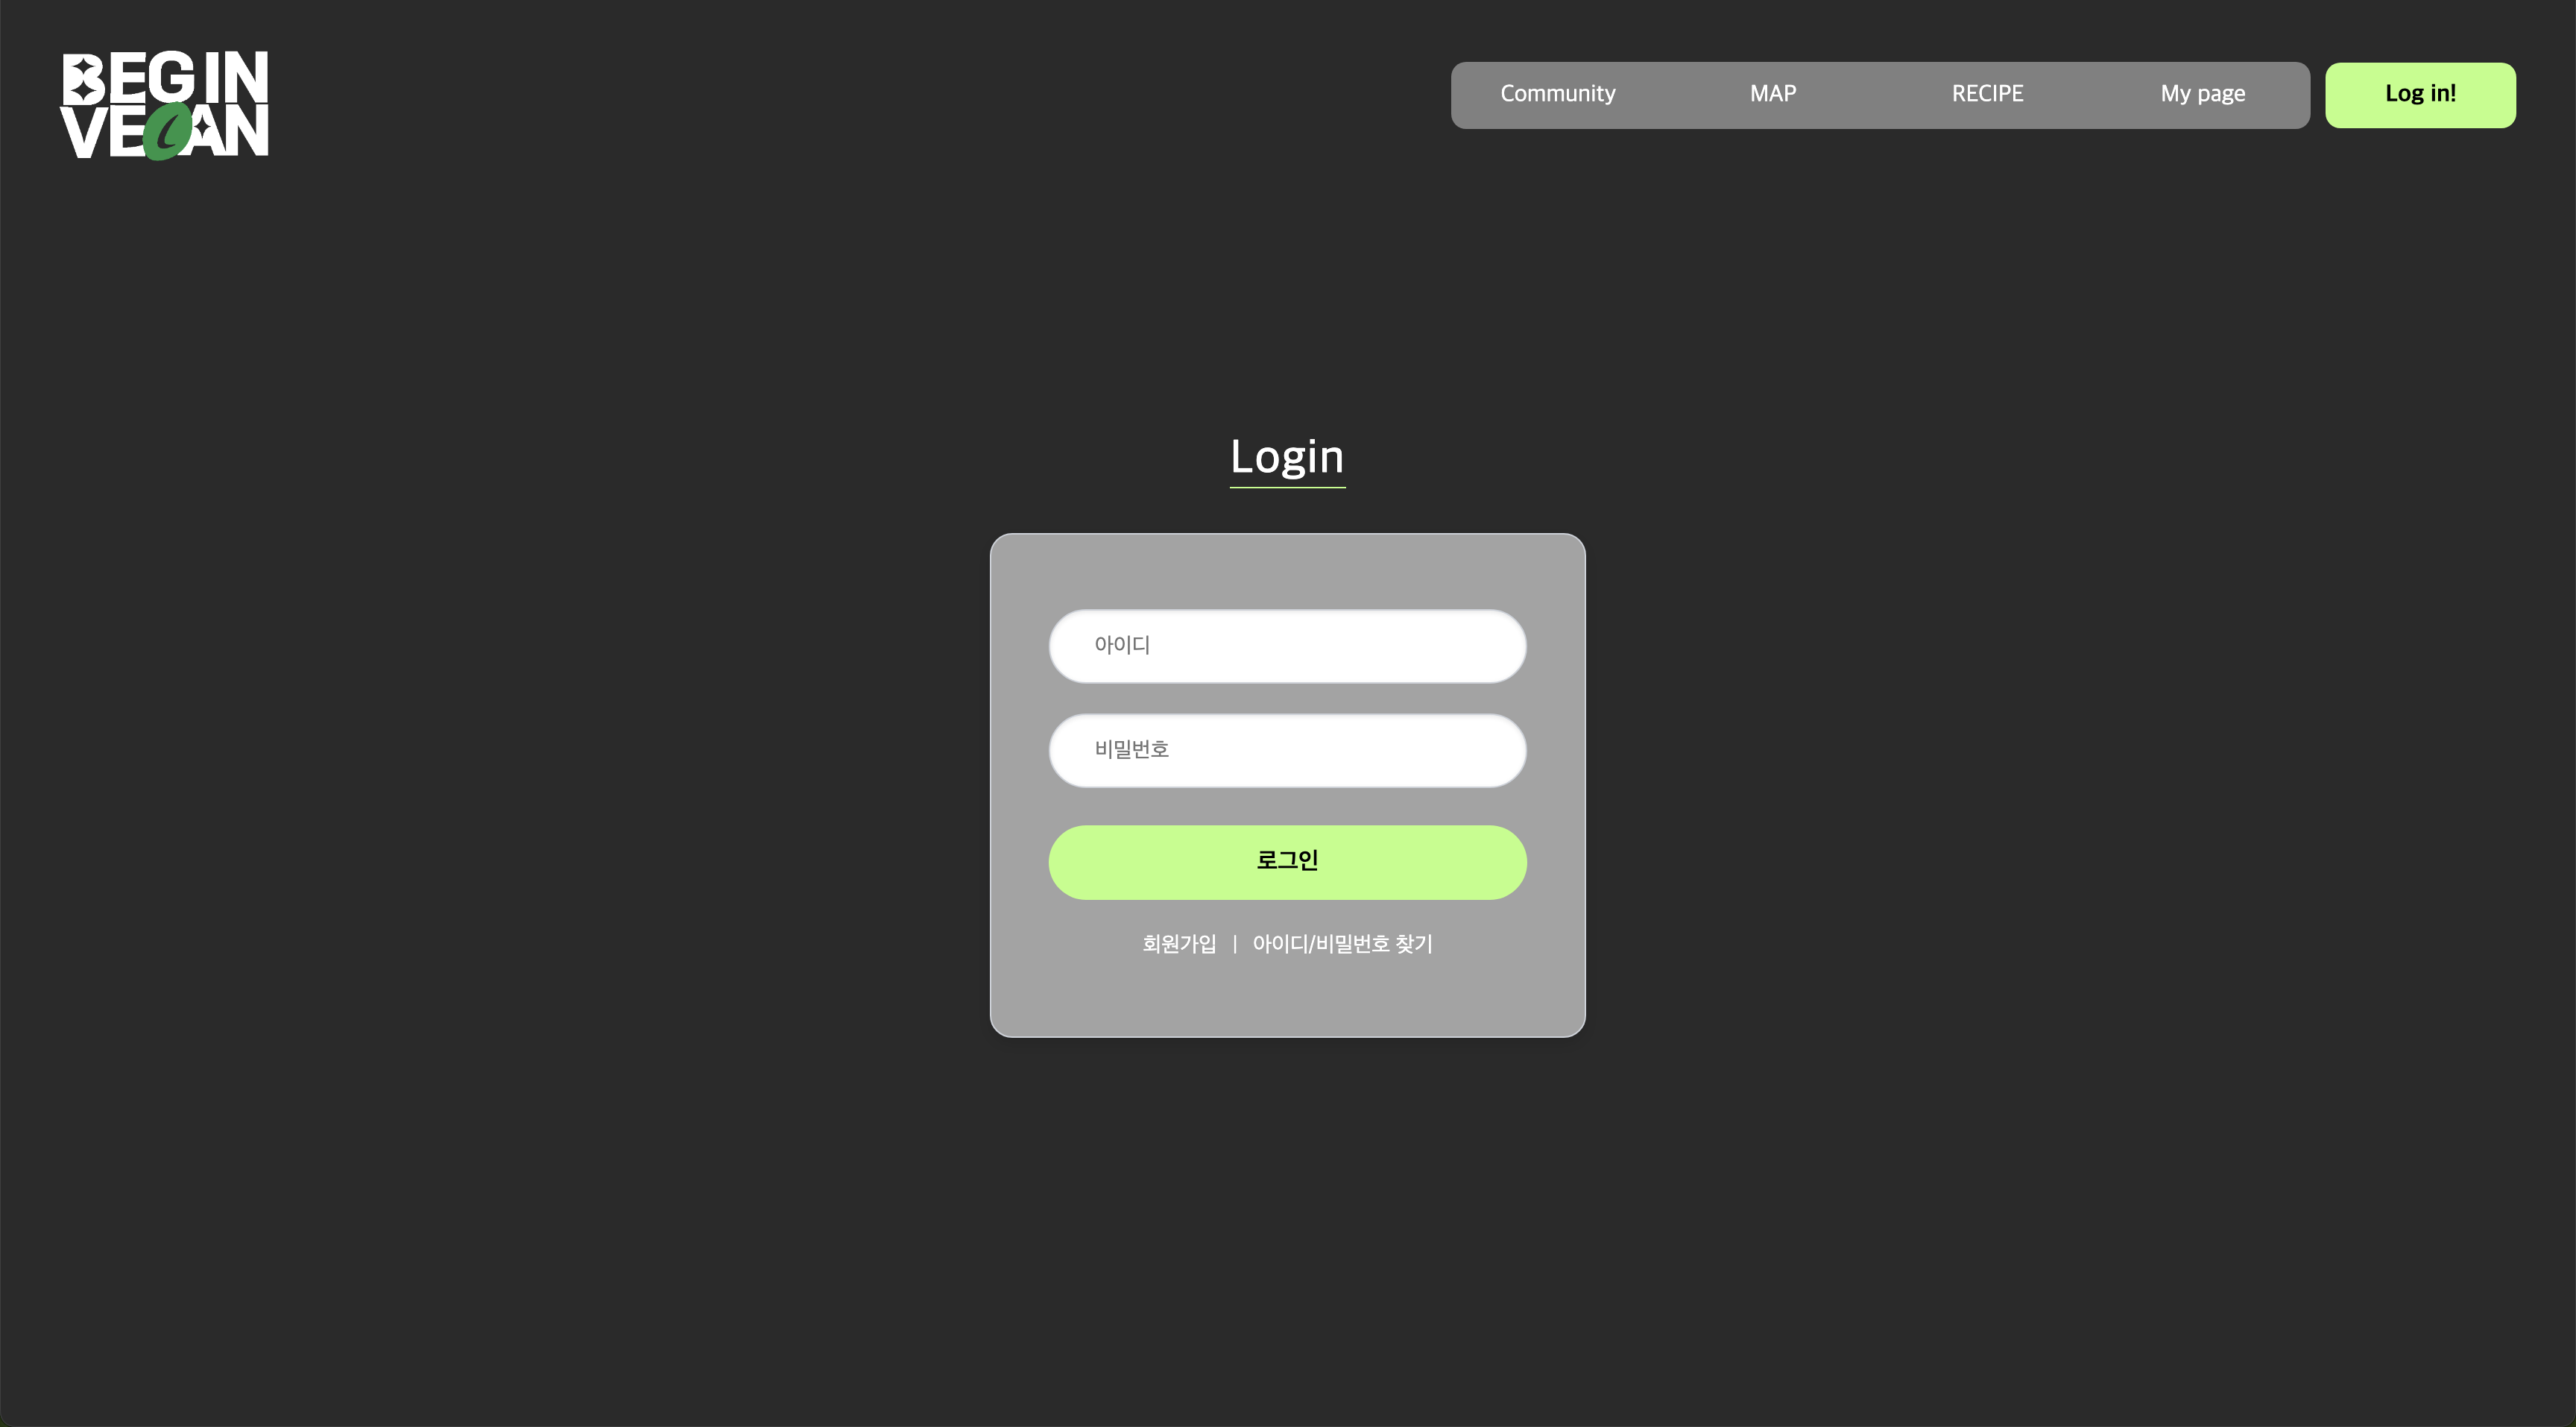 BEGIN
VEGAN
Community MAP RECIPE My page Log in!
Login
아이디
비밀번호
로그인
회원가입 | 아이디/비밀번호 찾기